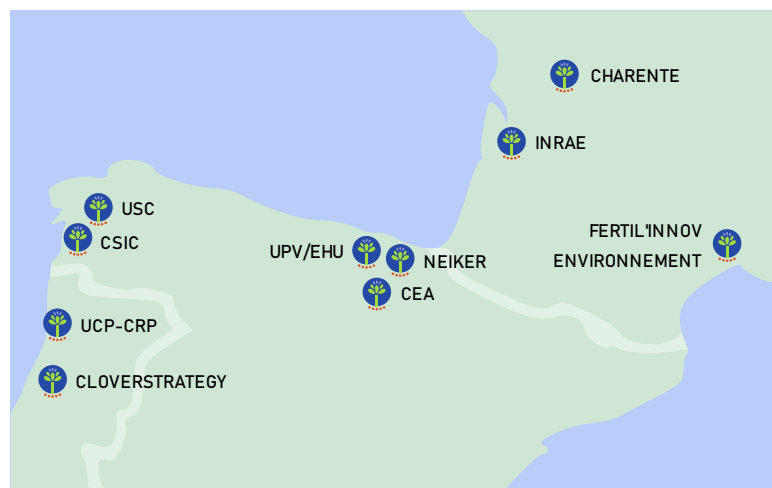 CHARENTE
INRAE
USC
CSIC
UPV/EHU
NEIKER
CEA
FERTIL'INNOV
ENVIRONNEMENT
UCP-CRP
CLOVERSTRATEGY